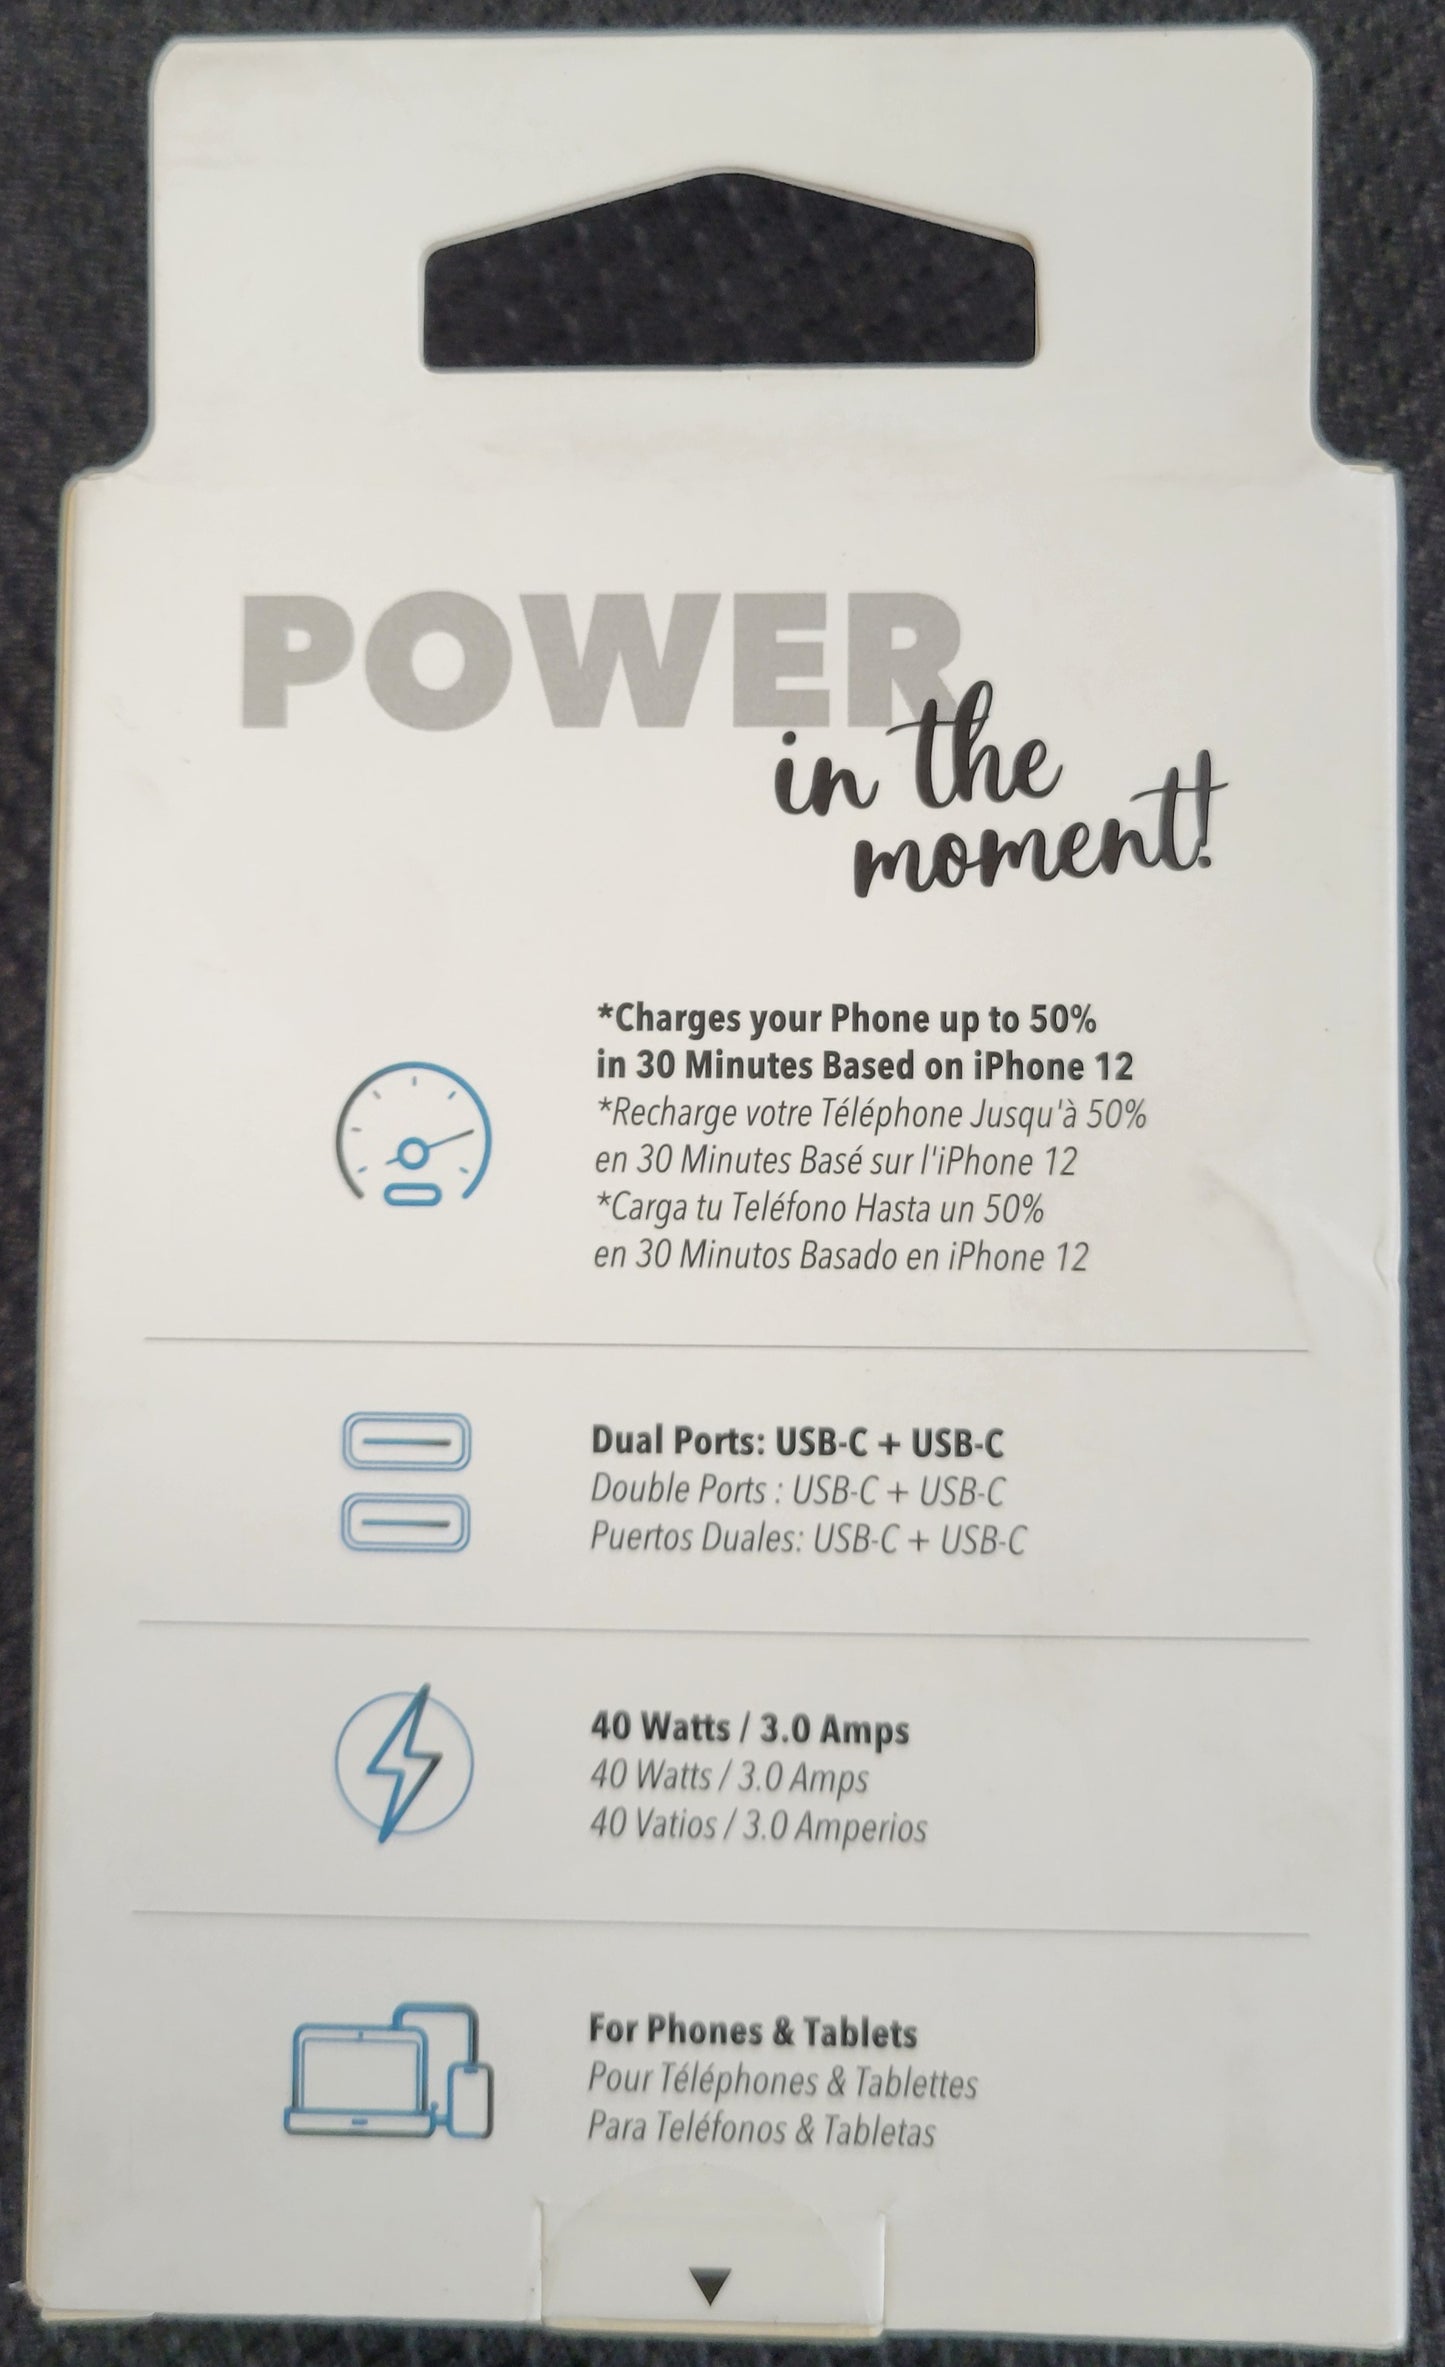 POWER
in the
moment!
*Charges your Phone up to 50%
in 30 Minutes Based on iPhone 12
*Recharge votre Téléphone Jusqu'à 50%
en 30 Minutes Basé sur l'iPhone 12
*Carga tu Teléfono Hasta un 50%
en 30 Minutos Basado en iPhone 12
Dual Ports: USB-C + USB-C
Double Ports : USB-C + USB-C
Puertos Duales: USB-C + USB-C
40 Watts / 3.0 Amps
40 Watts / 3.0 Amps
40 Vatios / 3.0 Amperios
For Phones & Tablets
Pour Téléphones & Tablettes
Para Teléfonos & Tabletas